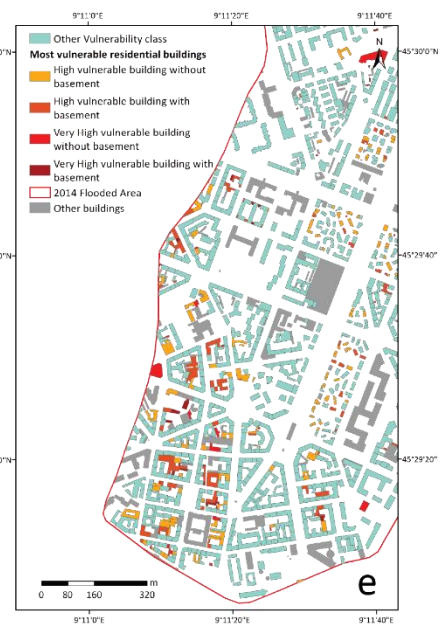 9°11'0"E 9°11'20"E 9°11'40"E
Other Vulnerability class
Most vulnerable residential buildings
High vulnerable building without
basement
High vulnerable building with
basement
Very High vulnerable building
without basement
Very High vulnerable building with
basement
2014 Flooded Area
Other buildings
N
0"N 45°30'0"N
0"N 45°29'40"N
0"N 45°29'20"N
m
0 80 160 320
e
9°11'0"E 9°11'20"E 9°11'40"E